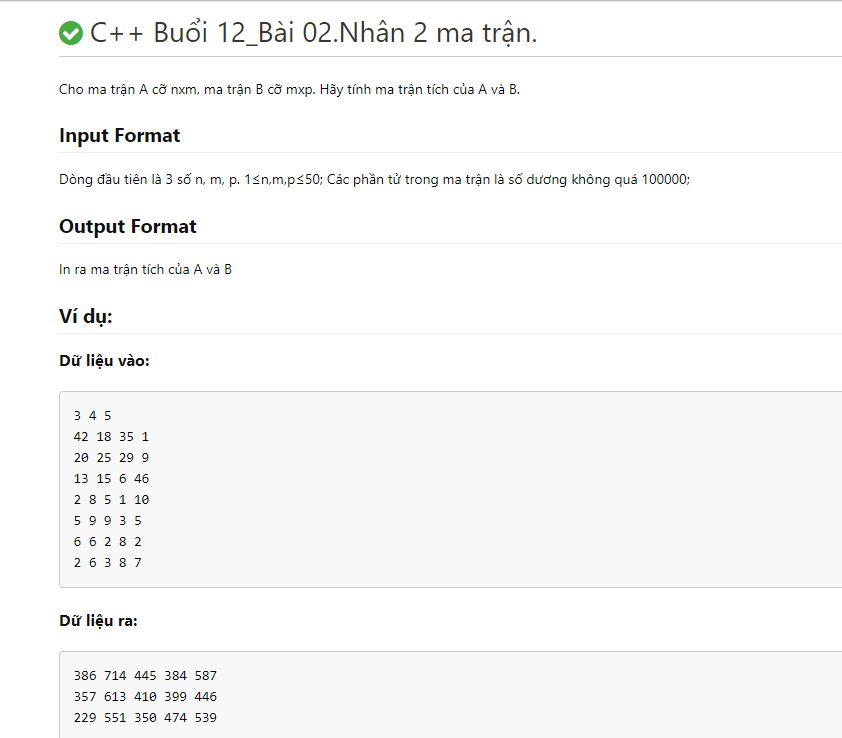 C++ Buổi 12_Bài 02.Nhân 2 ma trận.
Cho ma trận A cỡ nxm, ma trận B cỡ mxp. Hãy tính ma trận tích của A và B.
Input Format
Dòng đầu tiên là 3 số n, m, p. 1≤n,m,p≤50; Các phần tử trong ma trận là số dương không quá 100000;
Output Format
In ra ma trận tích của A và B
Ví dụ:
Dữ liệu vào:
3 4 5
42 18 35 1
20 25 29 9
13 15 6 46
2 8 5 1 10
5 9 9 3 5
6 6 2 8 2
2 6 3 8 7
Dữ liệu ra:
386 714 445 384 587
357 613 410 399 446
229 551 350 474 539